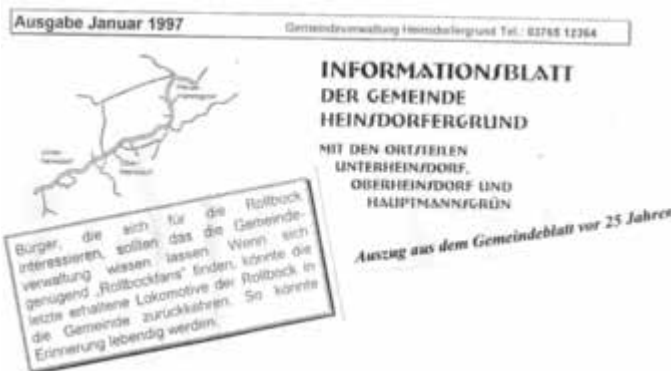 Ausgabe Januar 1997
Gemeindeverwaltung Heinsdorfergrund Tel.: 03765 12364
INFORMATIONSBLATT
DER GEMEINDE
HEINSDORFERGRUND
MIT DEN ORTSTEILEN
UNTERHEINSDORF,
OBERHEINSDORF UND
HAUPTMANNSGRÜN
Auszug aus dem Gemeindeblatt vor 25 Jahren
Bürger, die sich für die Rollbock
interessieren, sollten das die Gemeinde-
verwaltung wissen lassen. Wenn sich
genügend „Rollbockfans" finden, könnte die
letzte erhaltene Lokomotive der Rollbock in
die Gemeinde zurückkehren. So könnte
Erinnerung lebendig werden.